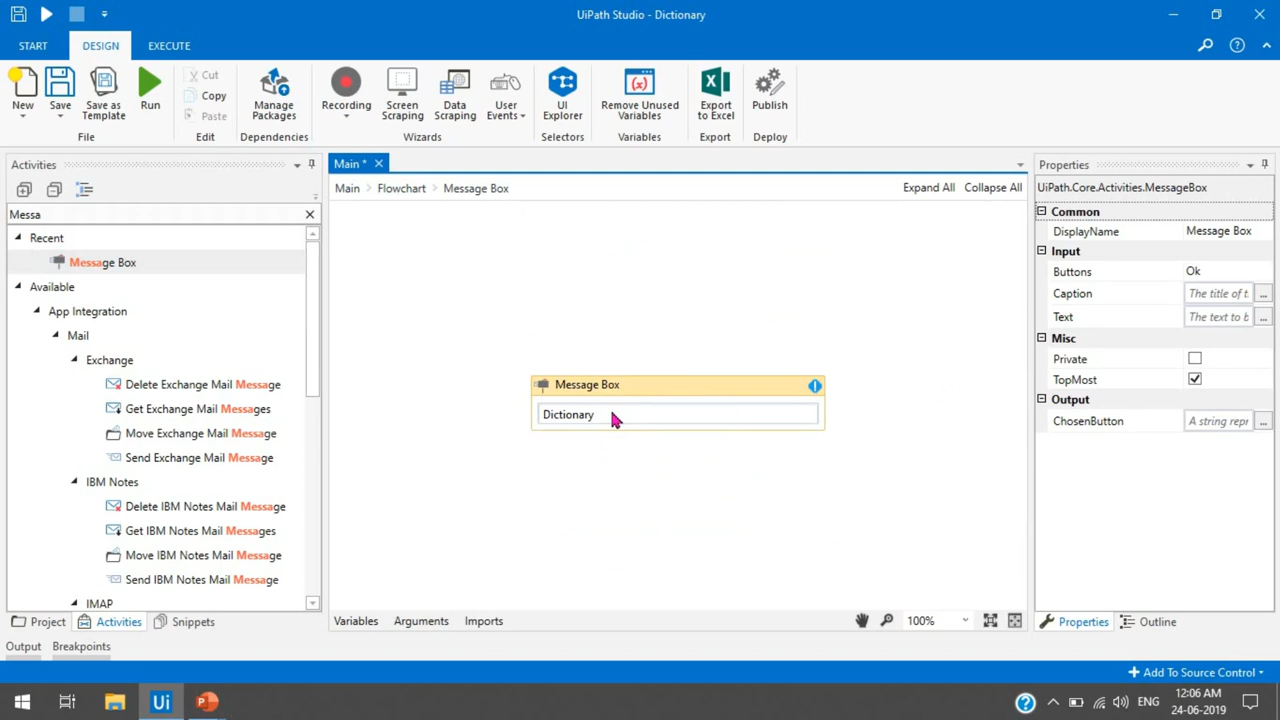 UiPath Studio - Dictionary
START
DESIGN
EXECUTE
New
Save
Save as Template
Run
Cut
Copy
Paste
Manage Packages
Recording
Screen Scraping
Data Scraping
User Events
UI Explorer
Remove Unused Variables
Export to Excel
Publish
File
Edit
Dependencies
Wizards
Selectors
Variables
Export
Deploy
Activities
Messa
Recent
Message Box
Available
App Integration
Mail
Exchange
Delete Exchange Mail Message
Get Exchange Mail Messages
Move Exchange Mail Message
Send Exchange Mail Message
IBM Notes
Delete IBM Notes Mail Message
Get IBM Notes Mail Messages
Move IBM Notes Mail Message
Send IBM Notes Mail Message
IMAP
Project
Activities
Snippets
Main *
Main > Flowchart > Message Box
Expand All
Collapse All
Message Box
Dictionary
Variables
Arguments
Imports
100%
Properties
UiPath.Core.Activities.MessageBox
Common
DisplayName Message Box
Input
Buttons Ok
Caption The title of t
...
Text The text to b
...
Misc
Private
TopMost
Output
ChosenButton A string repr
...
Properties
Outline
Output
Breakpoints
Add To Source Control
Ui
P
ENG
12:06 AM
24-06-2019